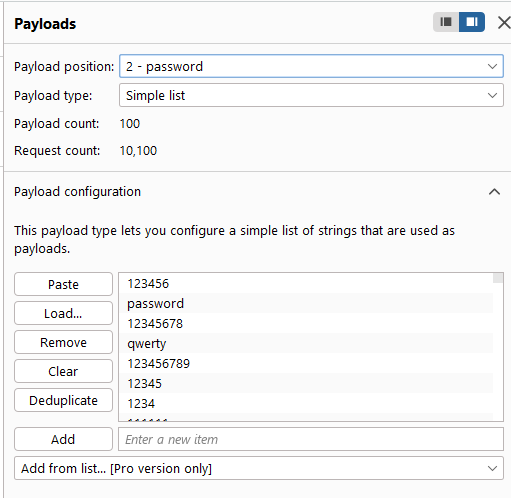 Payloads
Payload position: 2 - password
Payload type: Simple list
Payload count: 100
Request count: 10,100
Payload configuration
This payload type lets you configure a simple list of strings that are used as
payloads.
Paste
Load...
Remove
Clear
Deduplicate
123456
password
12345678
qwerty
123456789
12345
1234
Add
Enter a new item
Add from list... [Pro version only]